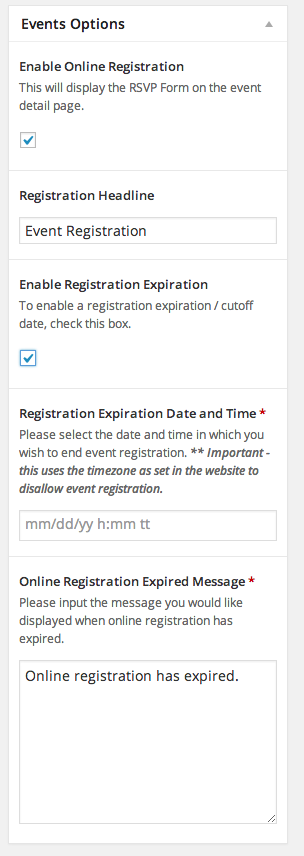 Events Options
Enable Online Registration
This will display the RSVP Form on the event
detail page.
Registration Headline
Event Registration
Enable Registration Expiration
To enable a registration expiration / cutoff
date, check this box.
Registration Expiration Date and Time *
Please select the date and time in which you
wish to end event registration. ** Important -
this uses the timezone as set in the website to
disallow event registration.
mm/dd/yy h:mm tt
Online Registration Expired Message *
Please input the message you would like
displayed when online registration has
expired.
Online registration has expired.